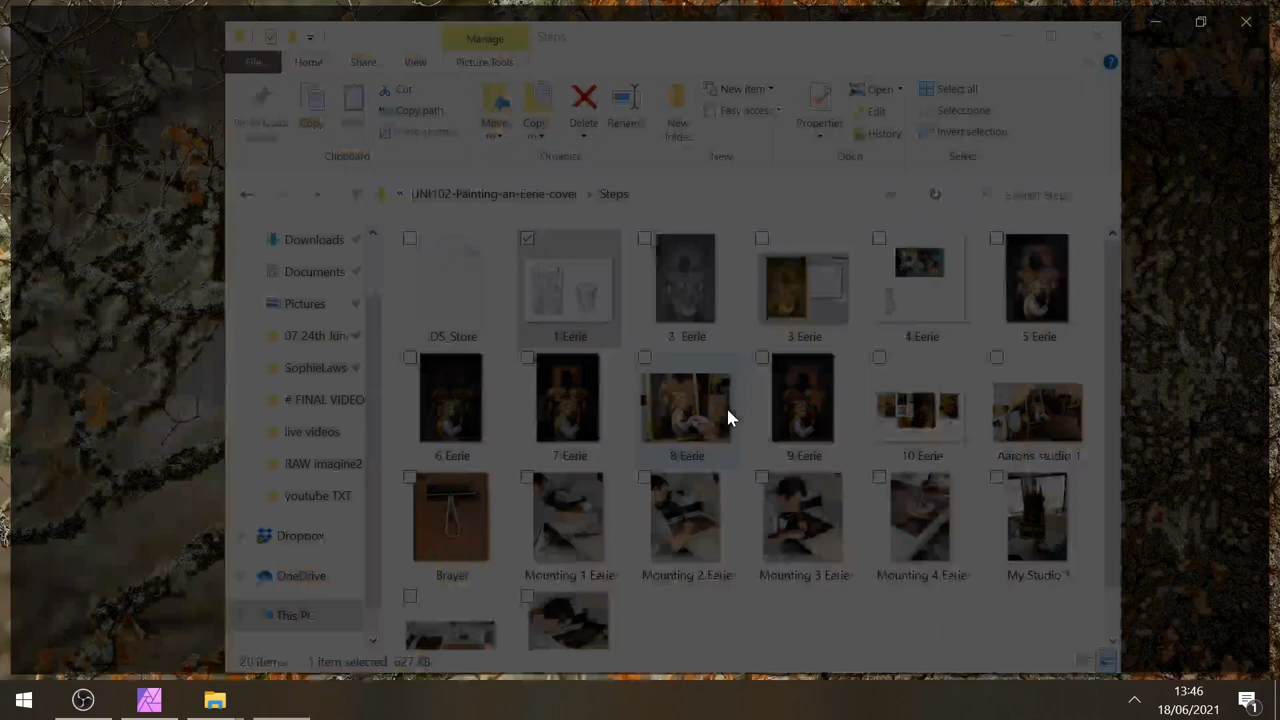 Manage
Steps
File
Home
Share
View
Picture Tools
Copy
Cut
Copy path
Move
to
Copy
to
Delete
Rename
New
folder
New item
Easy access
Properties
Open
Edit
History
Select all
Select none
Invert selection
Clipboard
Organise
New
Open
Select
« UNI102-Painting-an-Eerie-cover > Steps
Downloads
Documents
Pictures
07 24th Jun
SophieLaws
# FINAL VIDEO
live videos
RAW imagine2
youtube TXT
Dropbox
OneDrive
This PC
.DS_Store
1 Eerie
2 Eerie
3 Eerie
4 Eerie
5 Eerie
6 Eerie
7 Eerie
8 Eerie
9 Eerie
10 Eerie
Aarons studio 1
Brayer
Mounting 1 Eerie
Mounting 2 Eerie
Mounting 3 Eerie
Mounting 4 Eerie
My Studio 1
20 items
1 item selected 627 KB
13:46
18/06/2021
1